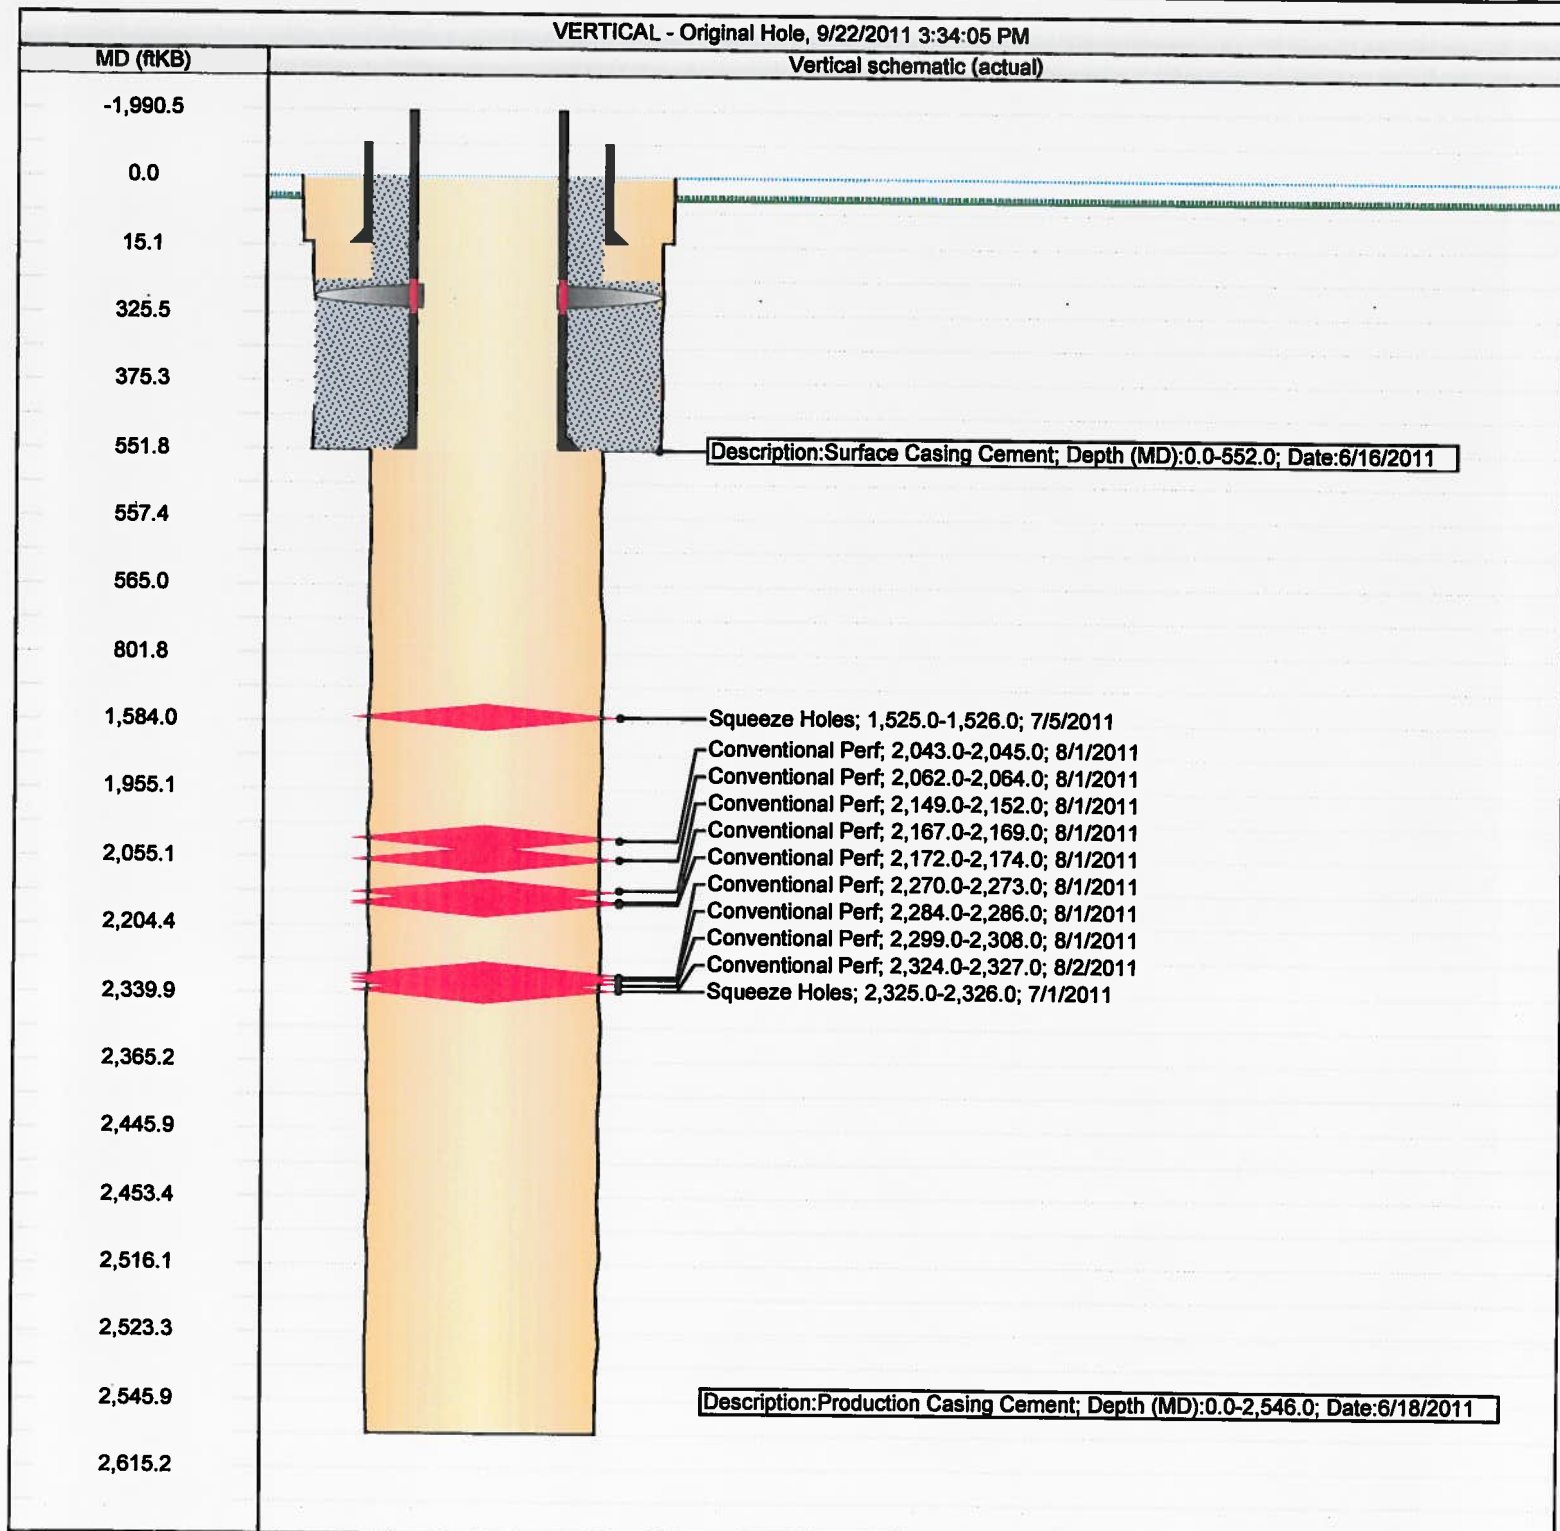 VERTICAL - Original Hole, 9/22/2011 3:34:05 PM
MD (ftKB)
Vertical schematic (actual)
-1,990.5
0.0
15.1
325.5
375.3
551.8
Description:Surface Casing Cement; Depth (MD):0.0-552.0; Date:6/16/2011
557.4
565.0
801.8
1,584.0
Squeeze Holes; 1,525.0-1,526.0; 7/5/2011
Conventional Perf; 2,043.0-2,045.0; 8/1/2011
Conventional Perf; 2,062.0-2,064.0; 8/1/2011
1,955.1
Conventional Perf; 2,149.0-2,152.0; 8/1/2011
Conventional Perf; 2,167.0-2,169.0; 8/1/2011
2,055.1
Conventional Perf; 2,172.0-2,174.0; 8/1/2011
Conventional Perf; 2,270.0-2,273.0; 8/1/2011
Conventional Perf; 2,284.0-2,286.0; 8/1/2011
2,204.4
Conventional Perf; 2,299.0-2,308.0; 8/1/2011
Conventional Perf; 2,324.0-2,327.0; 8/2/2011
2,339.9
Squeeze Holes; 2,325.0-2,326.0; 7/1/2011
2,365.2
2,445.9
2,453.4
2,516.1
2,523.3
2,545.9
Description:Production Casing Cement; Depth (MD):0.0-2,546.0; Date:6/18/2011
2,615.2